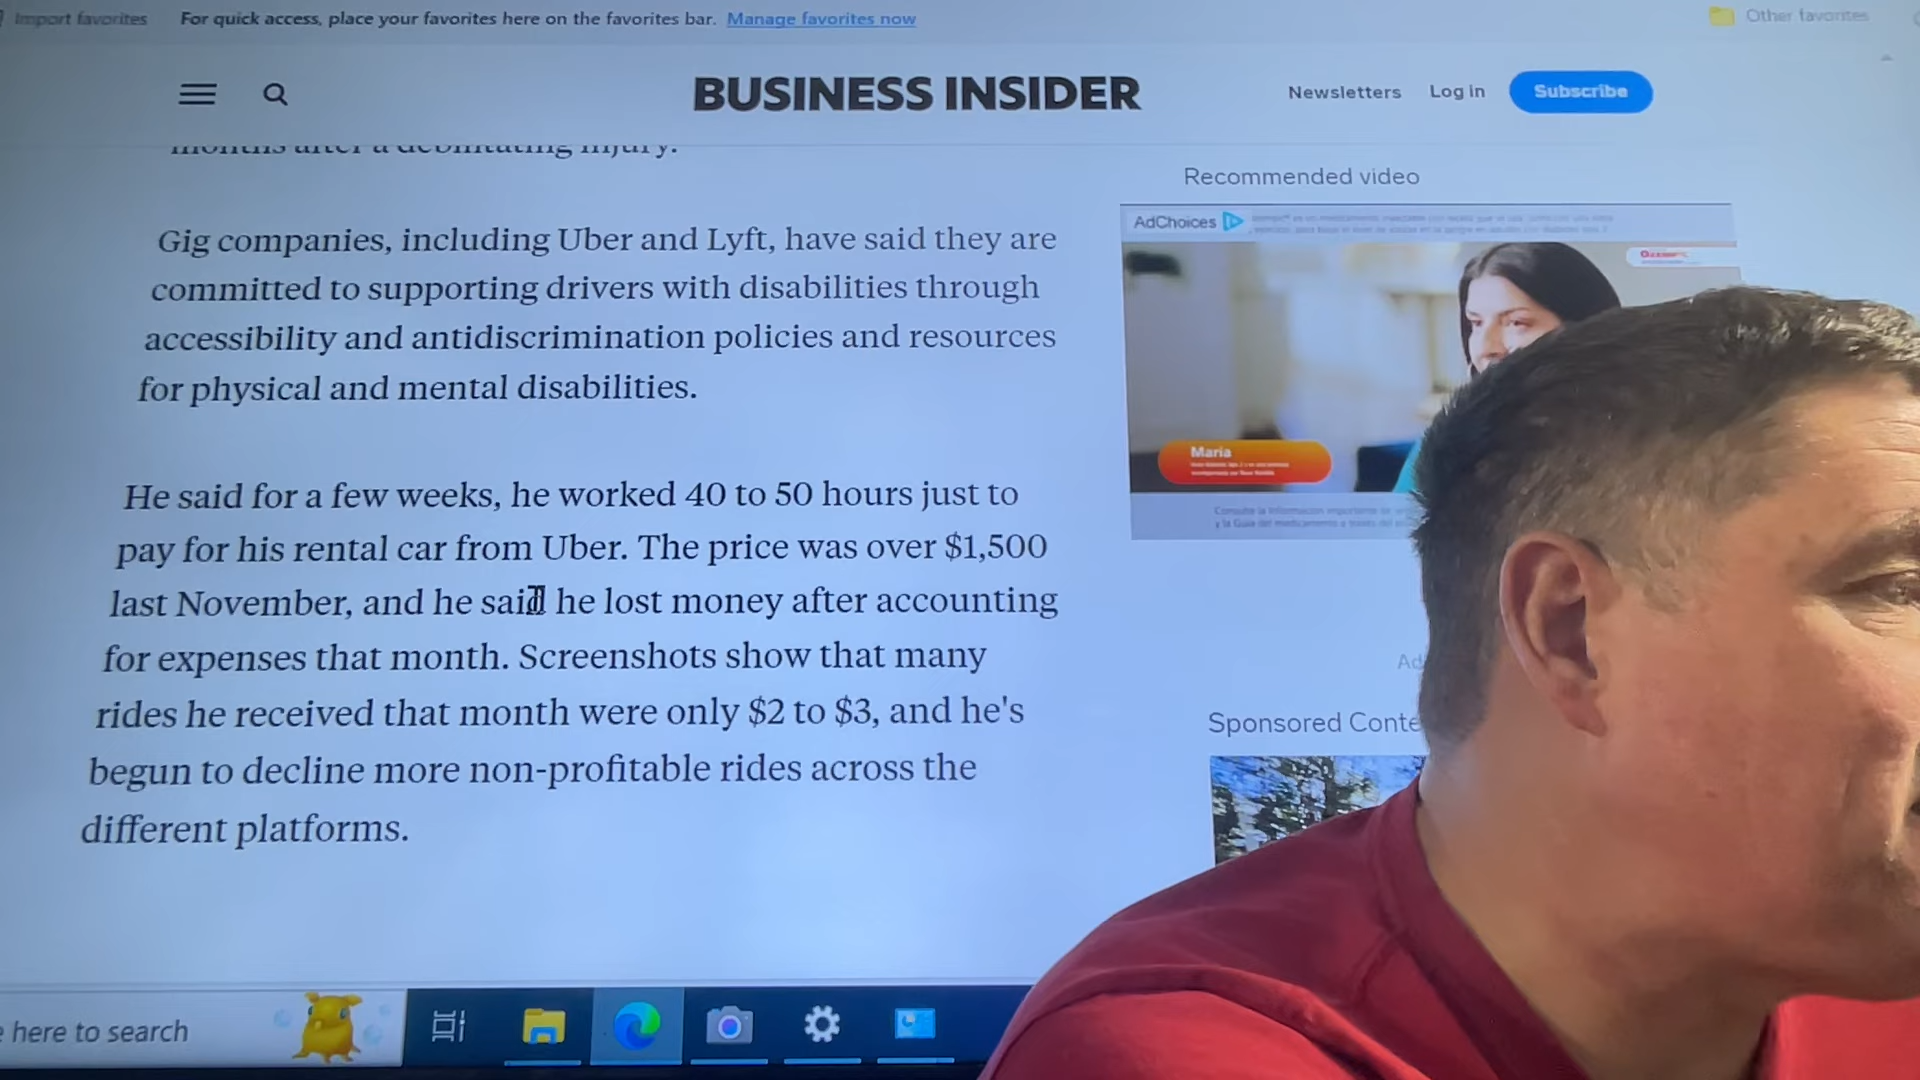 Import favorites
For quick access, place your favorites here on the favorites bar. Manage favorites now
Other favorites
BUSINESS INSIDER
Newsletters
Log in
Subscribe
months after a debilitating injury.
Gig companies, including Uber and Lyft, have said they are
committed to supporting drivers with disabilities through
accessibility and antidiscrimination policies and resources
for physical and mental disabilities.
He said for a few weeks, he worked 40 to 50 hours just to
pay for his rental car from Uber. The price was over $1,500
last November, and he said he lost money after accounting
for expenses that month. Screenshots show that many
rides he received that month were only $2 to $3, and he's
begun to decline more non-profitable rides across the
different platforms.
Recommended video
AdChoices
Maria
Sponsored Conte
here to search